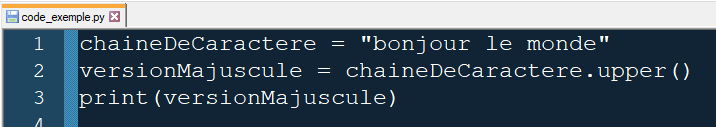 code_exemple.py
1 chaineDeCaractere = "bonjour le monde"
2 versionMajuscule = chaineDeCaractere.upper()
3 print(versionMajuscule)
4